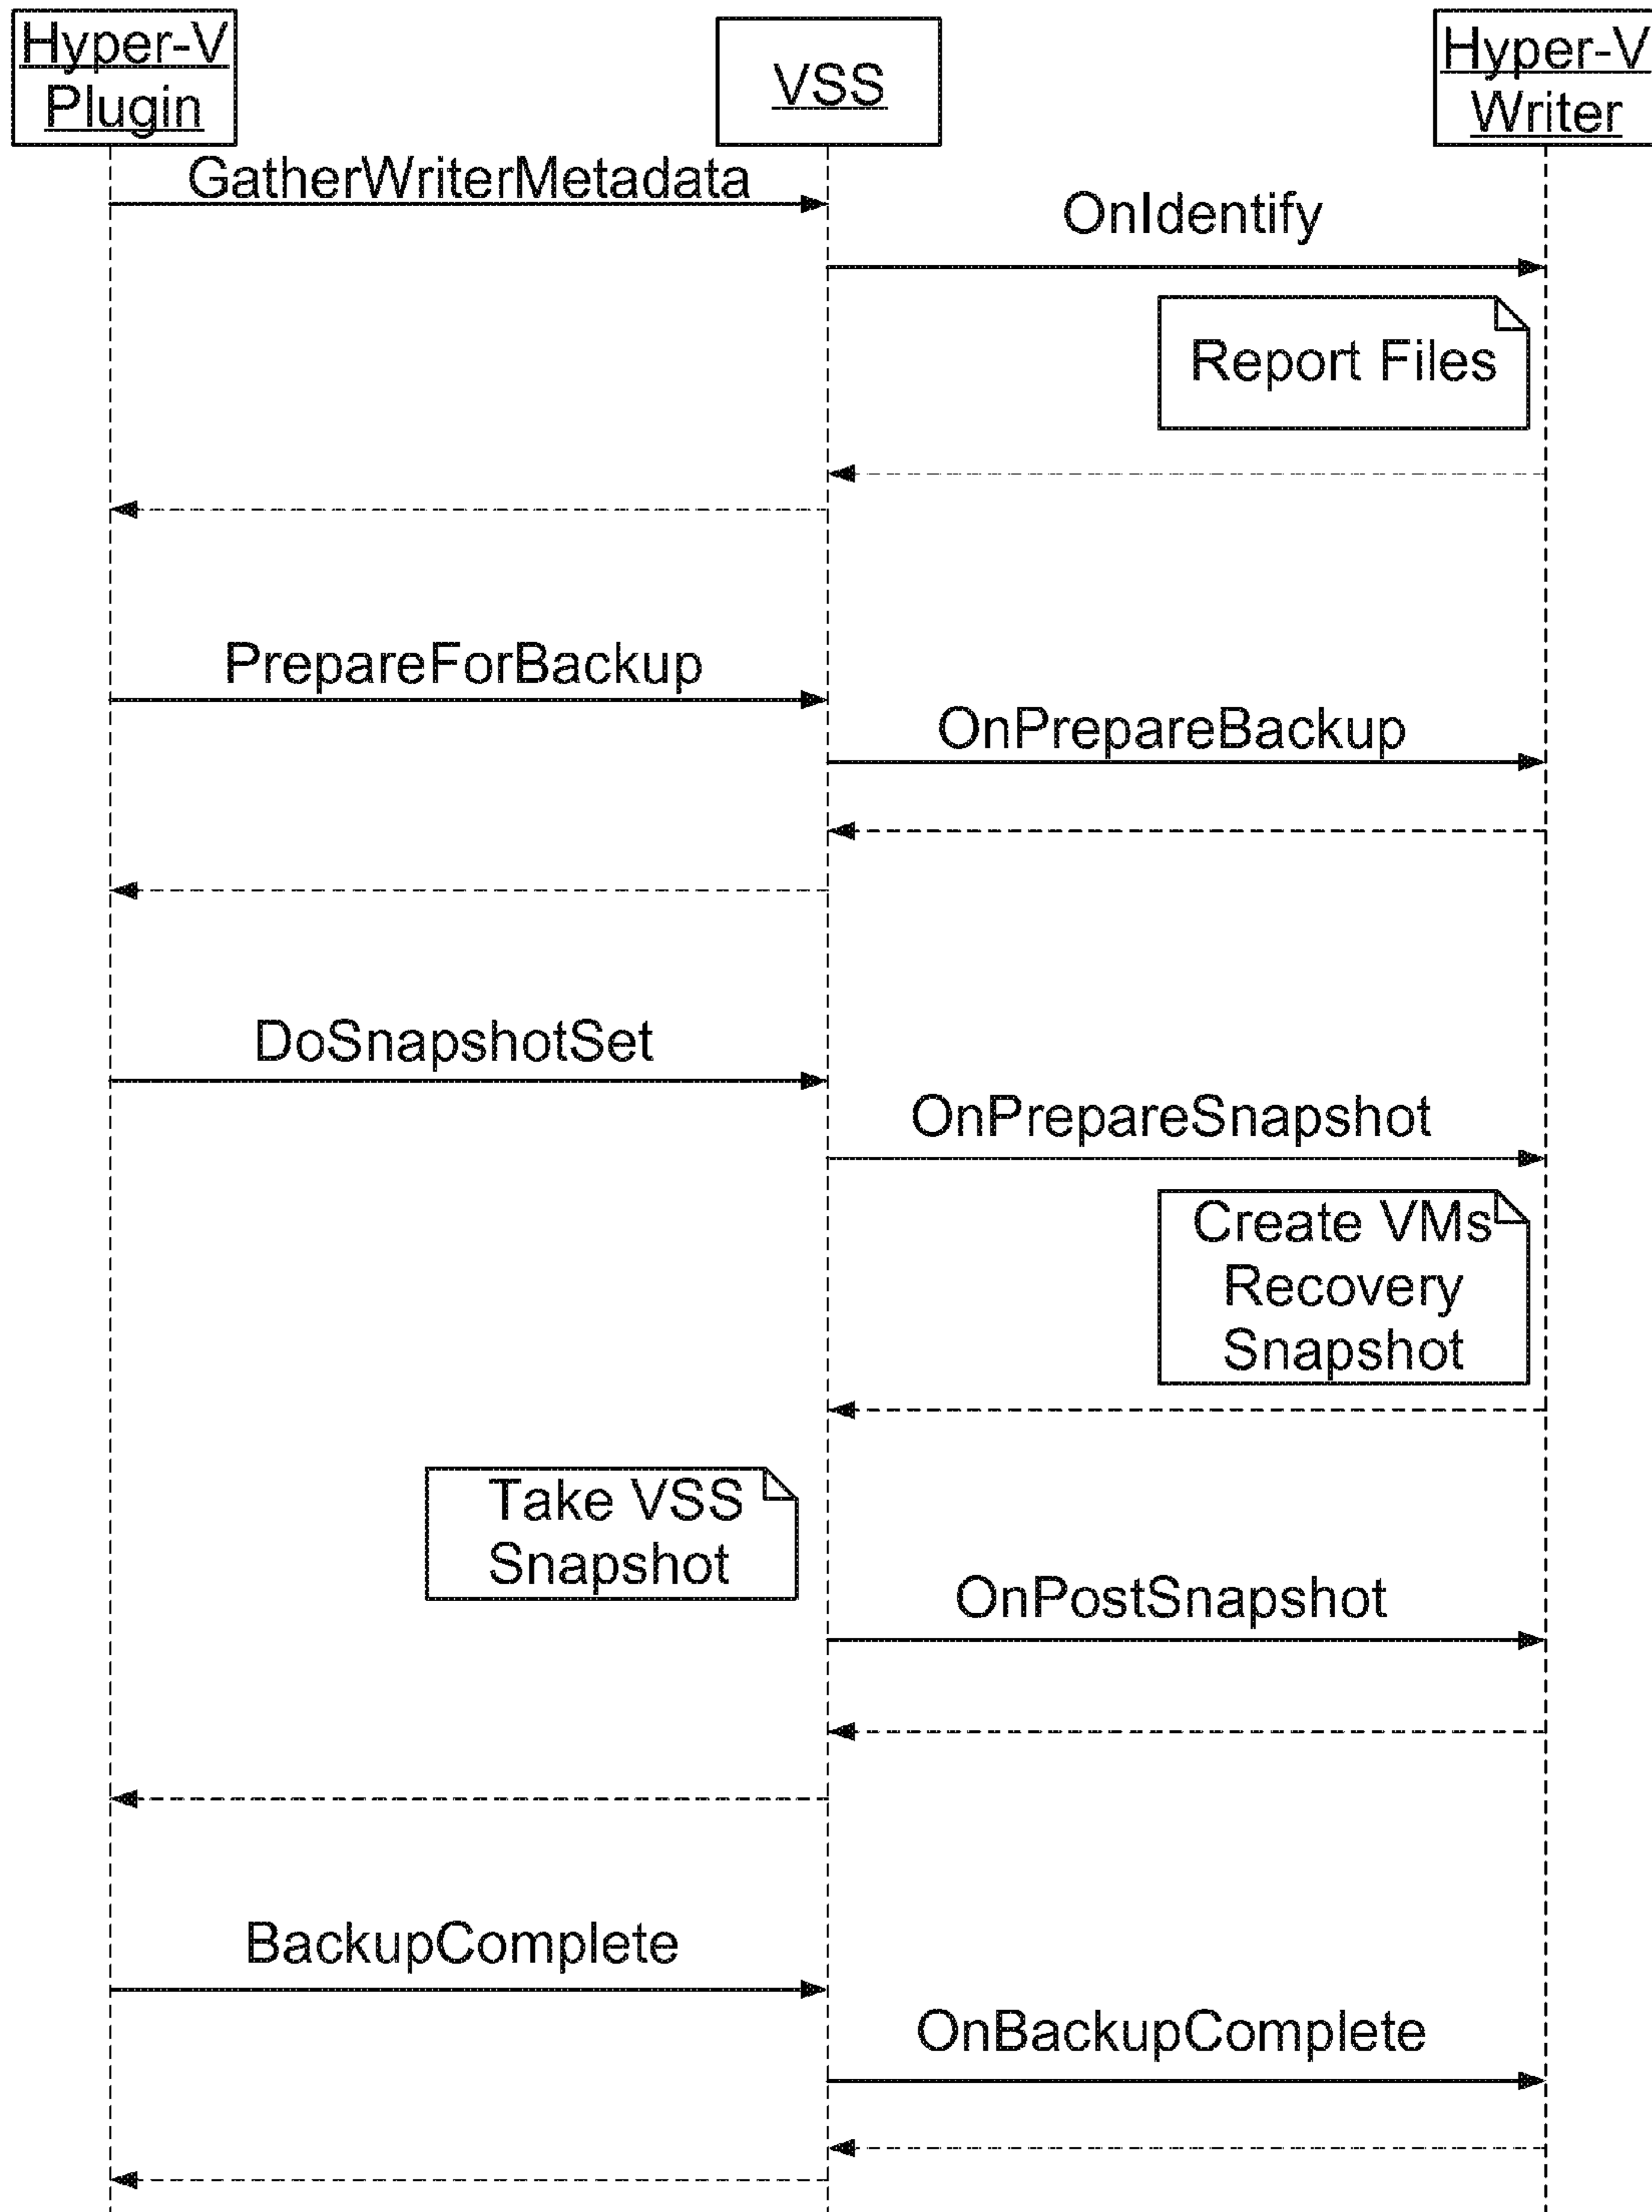 Hyper-V
Plugin
VSS
Hyper-V
Writer
GatherWriterMetadata
OnIdentify
Report Files
PrepareForBackup
OnPrepareBackup
DoSnapshotSet
OnPrepareSnapshot
Create VMs
Recovery
Snapshot
Take VSS
Snapshot
OnPostSnapshot
BackupComplete
OnBackupComplete